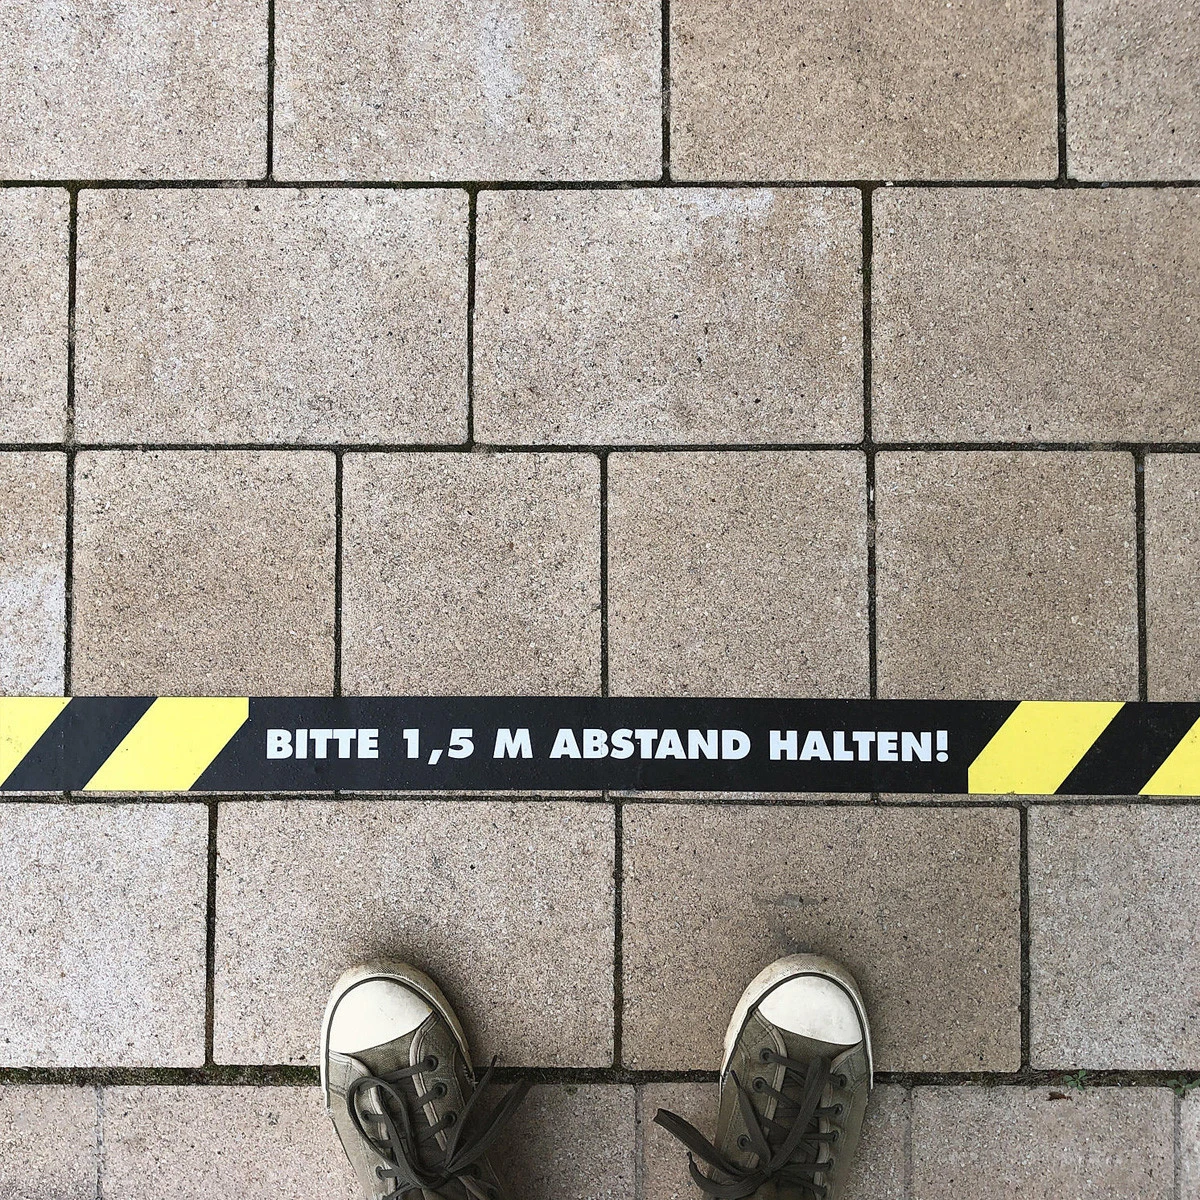 BITTE 1,5 M ABSTAND HALTEN!